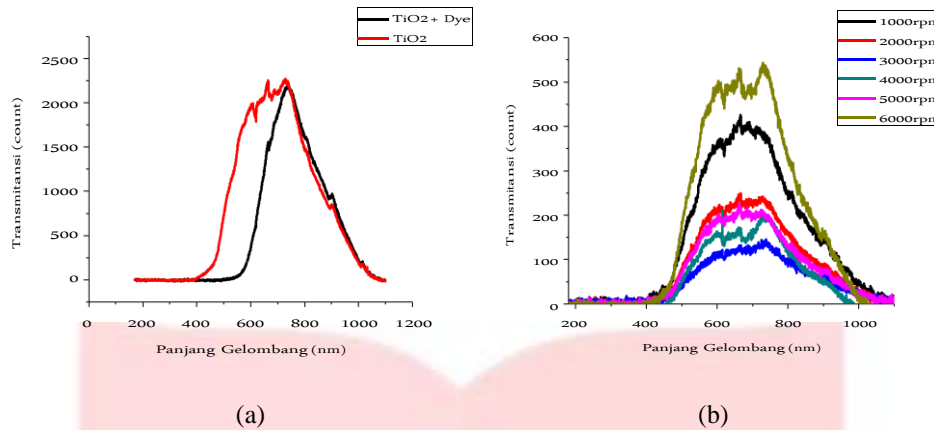 TiO2+ Dye
TiO2
Transmitansi (count)
2500
2000
1500
1000
500
0
0 200 400 600 800 1000 1200
Panjang Gelombang (nm)
(a)
1000rpm
2000rpm
3000rpm
4000rpm
5000rpm
6000rpm
Transmitansi (count)
600
500
400
300
200
100
0
200 400 600 800 1000
Panjang Gelombang (nm)
(b)